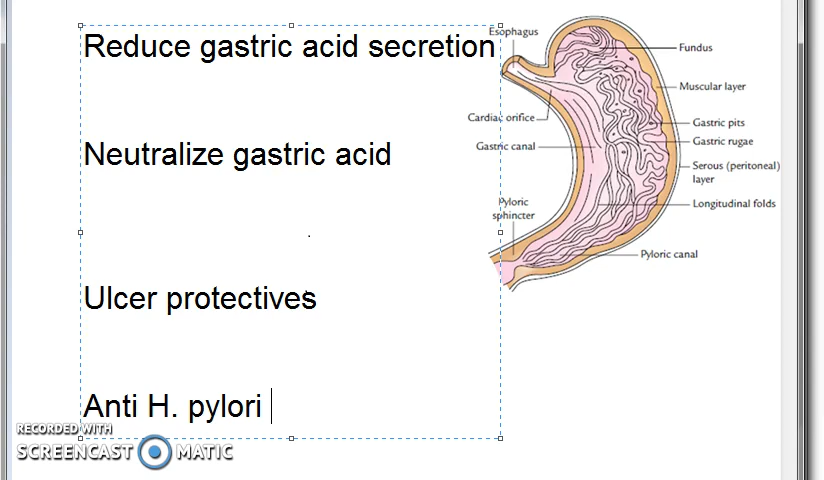 Reduce gastric acid secretion
Neutralize gastric acid
Ulcer protectives
Anti H. pylori
Esophagus
Fundus
Muscular layer
Cardiac orifice
Gastric pits
Gastric canal
Gastric rugae
Serous (peritoneal)
layer
Pyloric
sphincter
Longitudinal folds
Pyloric canal
RECORDED WITH
SCREENCAST MATIC